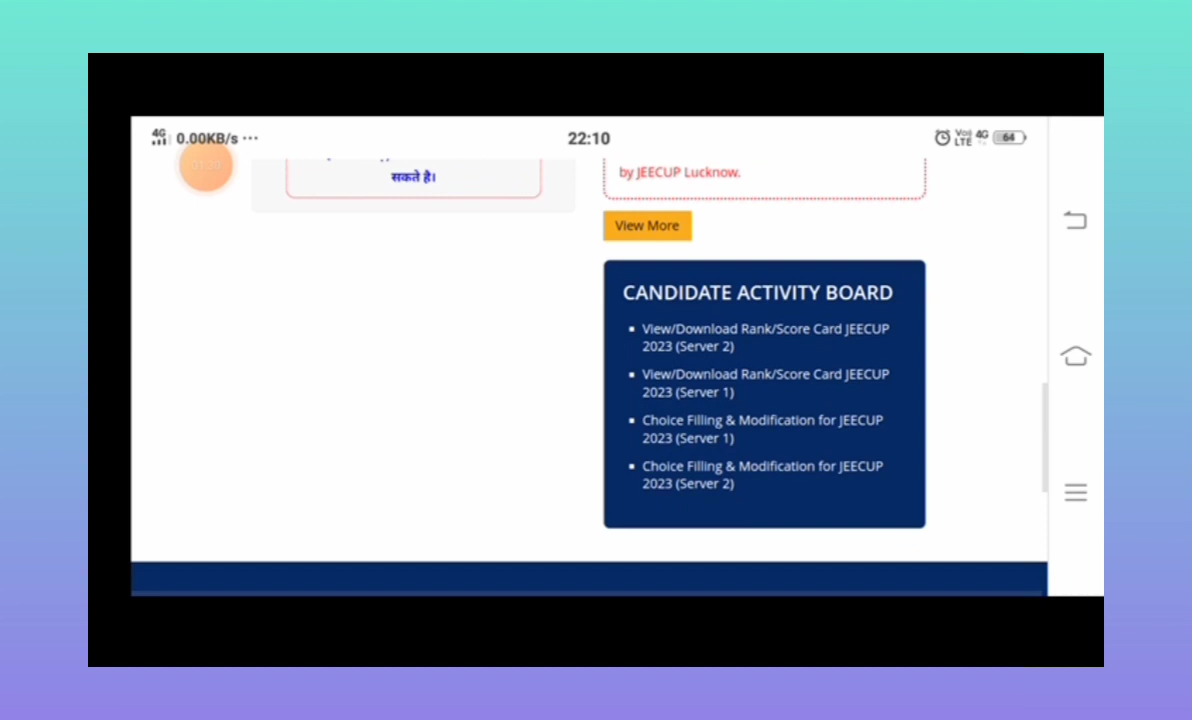 4G 0.00KB/s ···
22:10
4G 64
01:38
सकते है।
by JEECUP Lucknow.
View More
CANDIDATE ACTIVITY BOARD
▪ View/Download Rank/Score Card JEECUP
2023 (Server 2)
▪ View/Download Rank/Score Card JEECUP
2023 (Server 1)
▪ Choice Filling & Modification for JEECUP
2023 (Server 1)
▪ Choice Filling & Modification for JEECUP
2023 (Server 2)